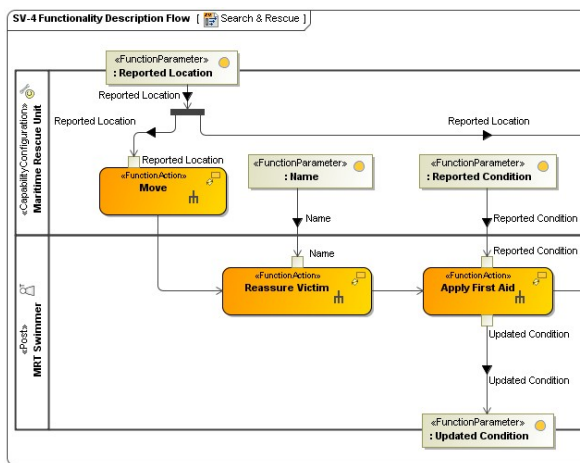 SV-4 Functionality Description Flow [ Search & Rescue ]
«FunctionParameter»
: Reported Location
Reported Location
Reported Location
Reported Location
Reported Location
«CapabilityConfiguration»
Maritime Rescue Unit
«FunctionAction»
Move
«FunctionParameter»
: Name
«FunctionParameter»
: Reported Condition
Name
Reported Condition
Name
Reported Condition
«Post»
MRT Swimmer
«FunctionAction»
Reassure Victim
«FunctionAction»
Apply First Aid
Updated Condition
Updated Condition
«FunctionParameter»
: Updated Condition